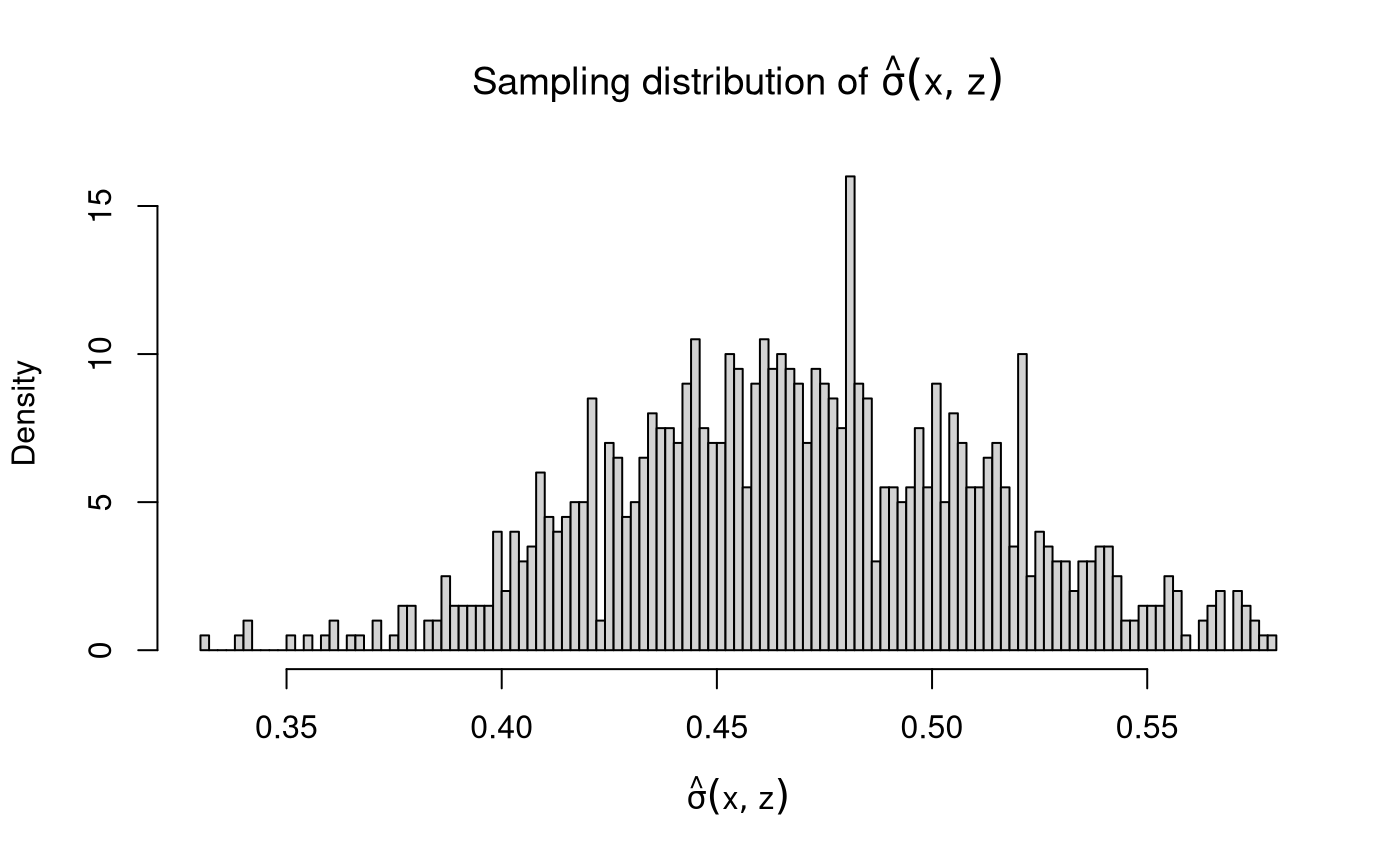 Sampling distribution of σ̂(x, z)
Density
15
10
5
0
0.35 0.40 0.45 0.50 0.55
σ̂(x, z)